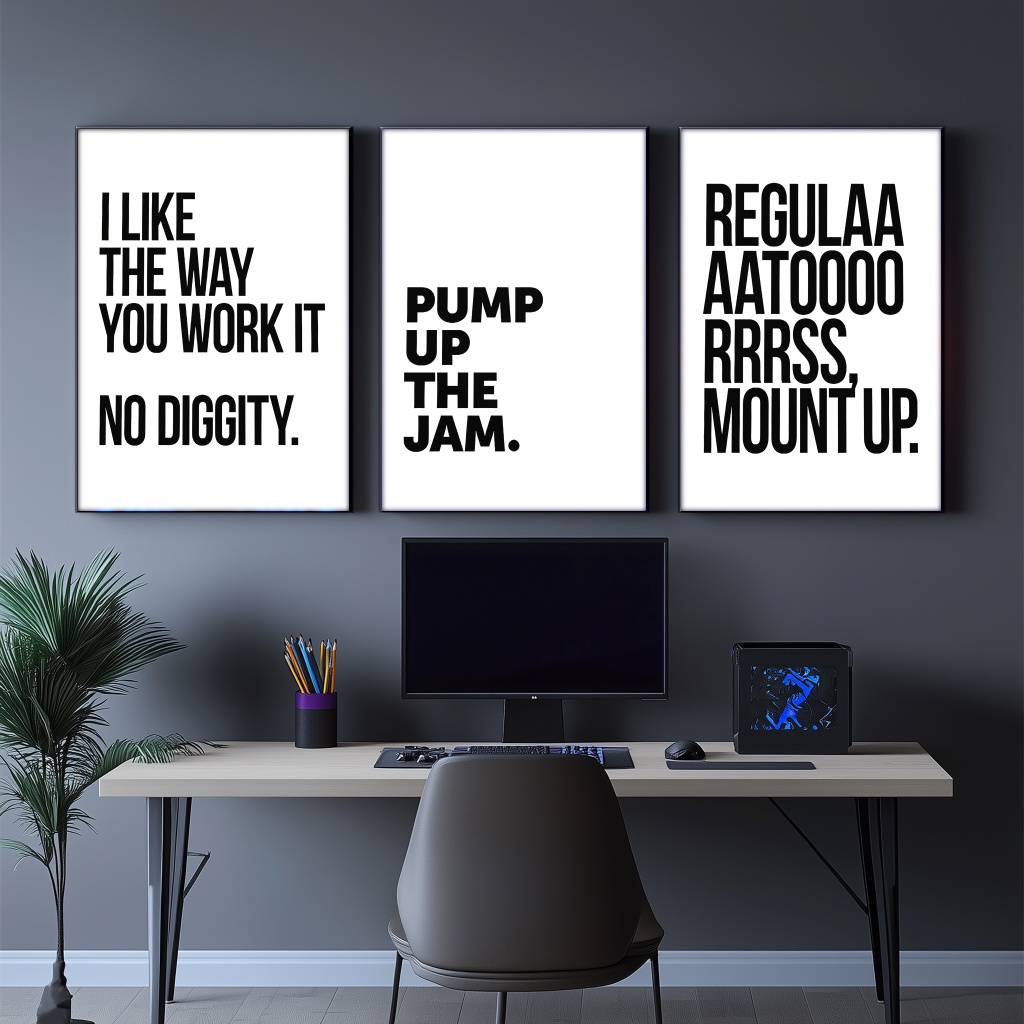 I LIKE
THE WAY
YOU WORK IT
NO DIGGITY.
PUMP
UP
THE
JAM.
REGULAA
AATOOOO
RRRSS,
MOUNT UP.